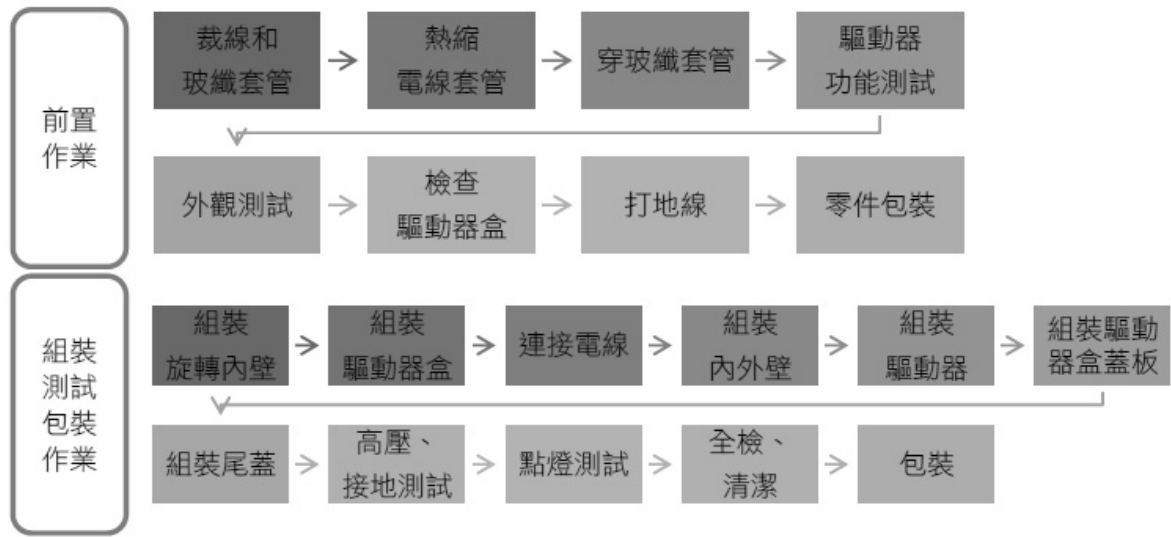 前置
作業
裁線和
玻纖套管
熱縮
電線套管
穿玻纖套管
驅動器
功能測試
外觀測試
檢查
驅動器盒
打地線
零件包裝
組裝
測試
包裝
作業
組裝
旋轉內壁
組裝
驅動器盒
連接電線
組裝
內外壁
組裝
驅動器
組裝驅動
器盒蓋板
組裝尾蓋
高壓、
接地測試
點燈測試
全檢、
清潔
包裝